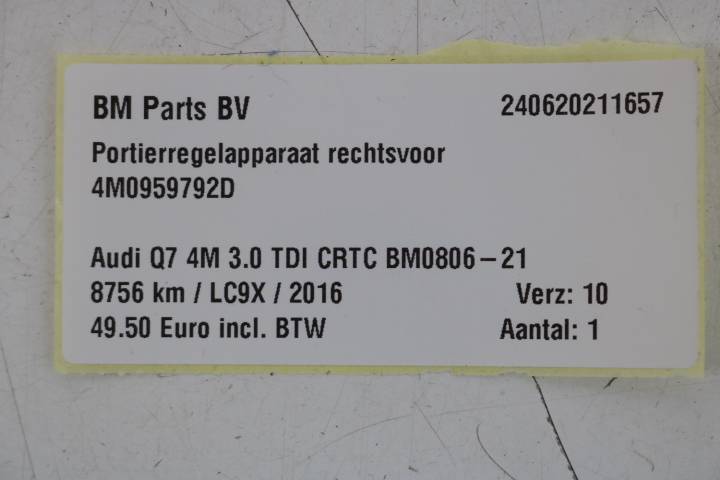 BM Parts BV 240620211657
Portierregelapparaat rechtsvoor
4M0959792D
Audi Q7 4M 3.0 TDI CRTC BM0806-21
8756 km / LC9X / 2016 Verz: 10
49.50 Euro incl. BTW Aantal: 1